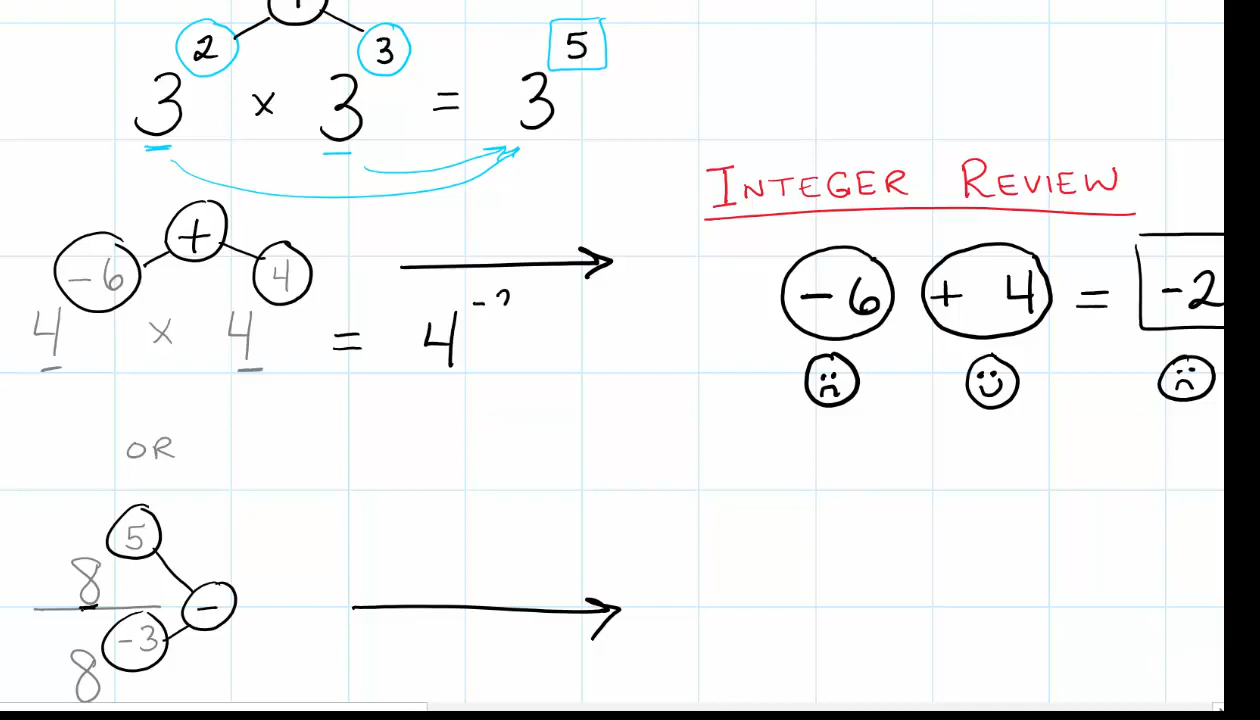 +
2 3 5
3 × 3 = 3
INTEGER REVIEW
+
-6 4
4 × 4 = 4 -2
-6 + 4 = -2
OR
5
8
-
-3
8